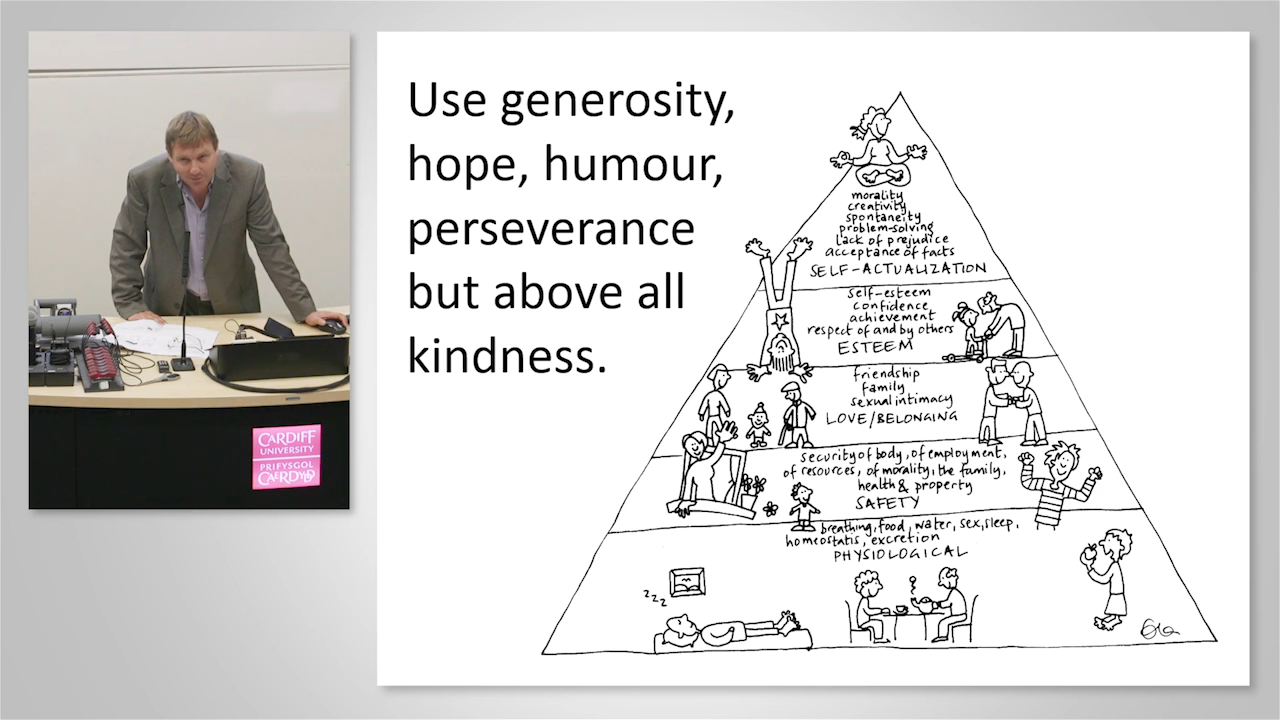 Use generosity,
hope, humour,
perseverance
but above all
kindness.
morality
creativity
spontaneity
problem-solving
lack of prejudice
acceptance of facts
SELF-ACTUALIZATION
self-esteem
confidence
achievement
respect of and by others
ESTEEM
friendship
family
sexual intimacy
LOVE/BELONGING
security of body, of employment,
of resources, of morality, the family,
health & property
SAFETY
breathing, food, water, sex, sleep,
homeostatis, excretion
PHYSIOLOGICAL
zzz
CARDIFF
UNIVERSITY
PRIFYSGOL
CAERDYDD